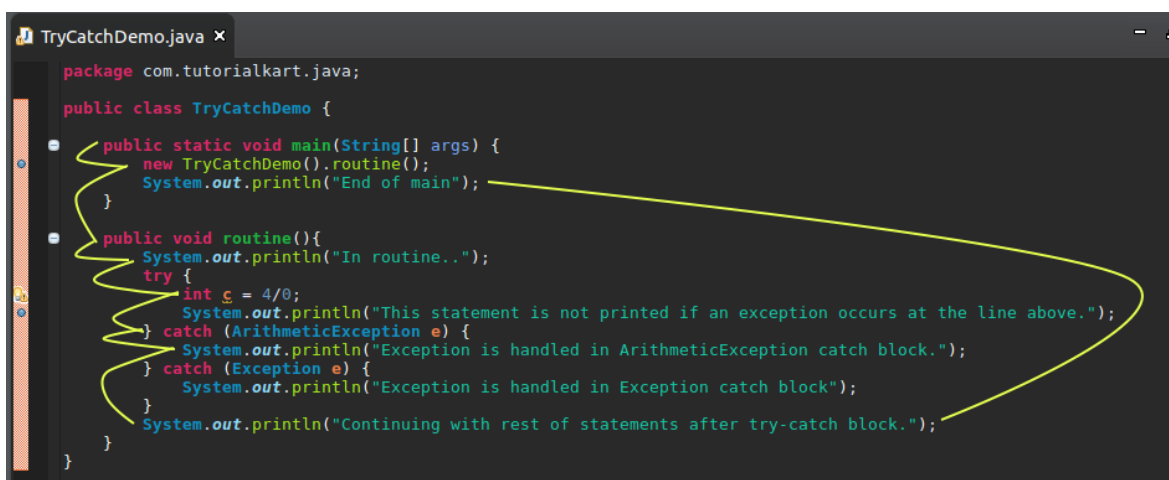 TryCatchDemo.java ×
package com.tutorialkart.java;
public class TryCatchDemo {
public static void main(String[] args) {
new TryCatchDemo().routine();
System.out.println("End of main");
}
public void routine(){
System.out.println("In routine..");
try {
int c = 4/0;
System.out.println("This statement is not printed if an exception occurs at the line above.");
} catch (ArithmeticException e) {
System.out.println("Exception is handled in ArithmeticException catch block.");
} catch (Exception e) {
System.out.println("Exception is handled in Exception catch block");
}
System.out.println("Continuing with rest of statements after try-catch block.");
}
}